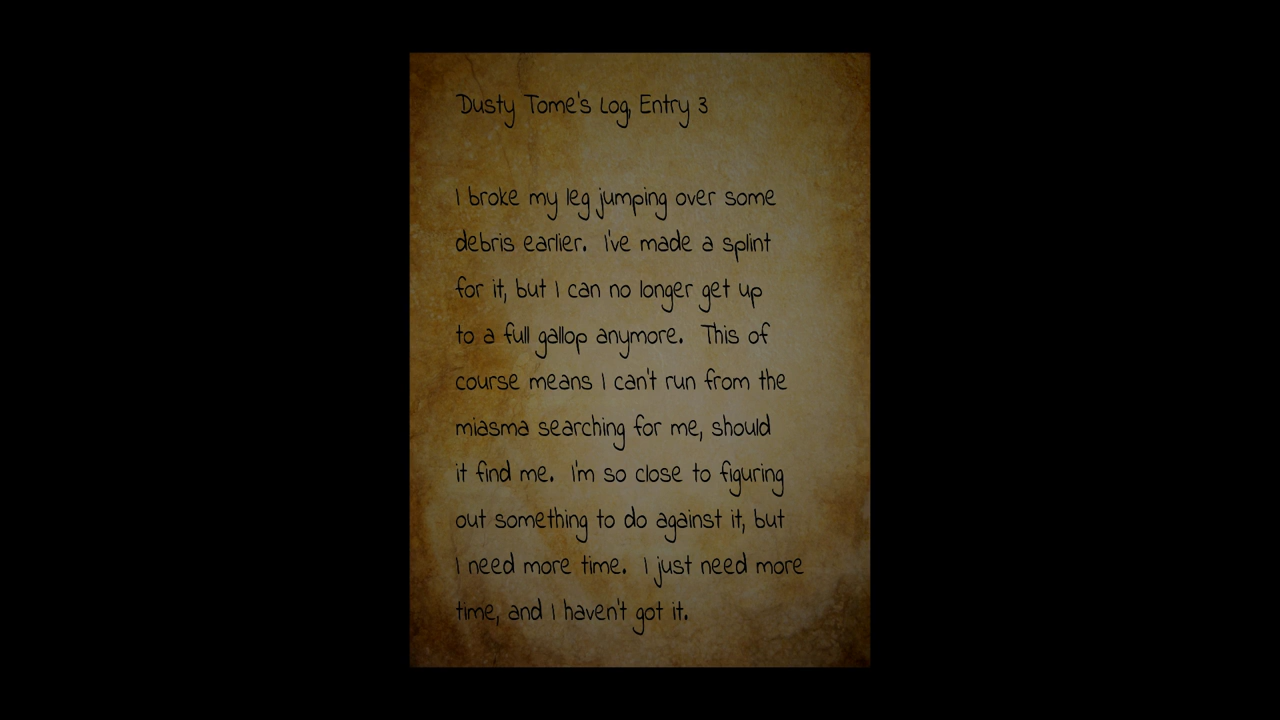 Dusty Tome's Log, Entry 3
I broke my leg jumping over some
debris earlier.  I've made a splint
for it, but I can no longer get up
to a full gallop anymore.  This of
course means I can't run from the
miasma searching for me, should
it find me.  I'm so close to figuring
out something to do against it, but
I need more time.  I just need more
time, and I haven't got it.